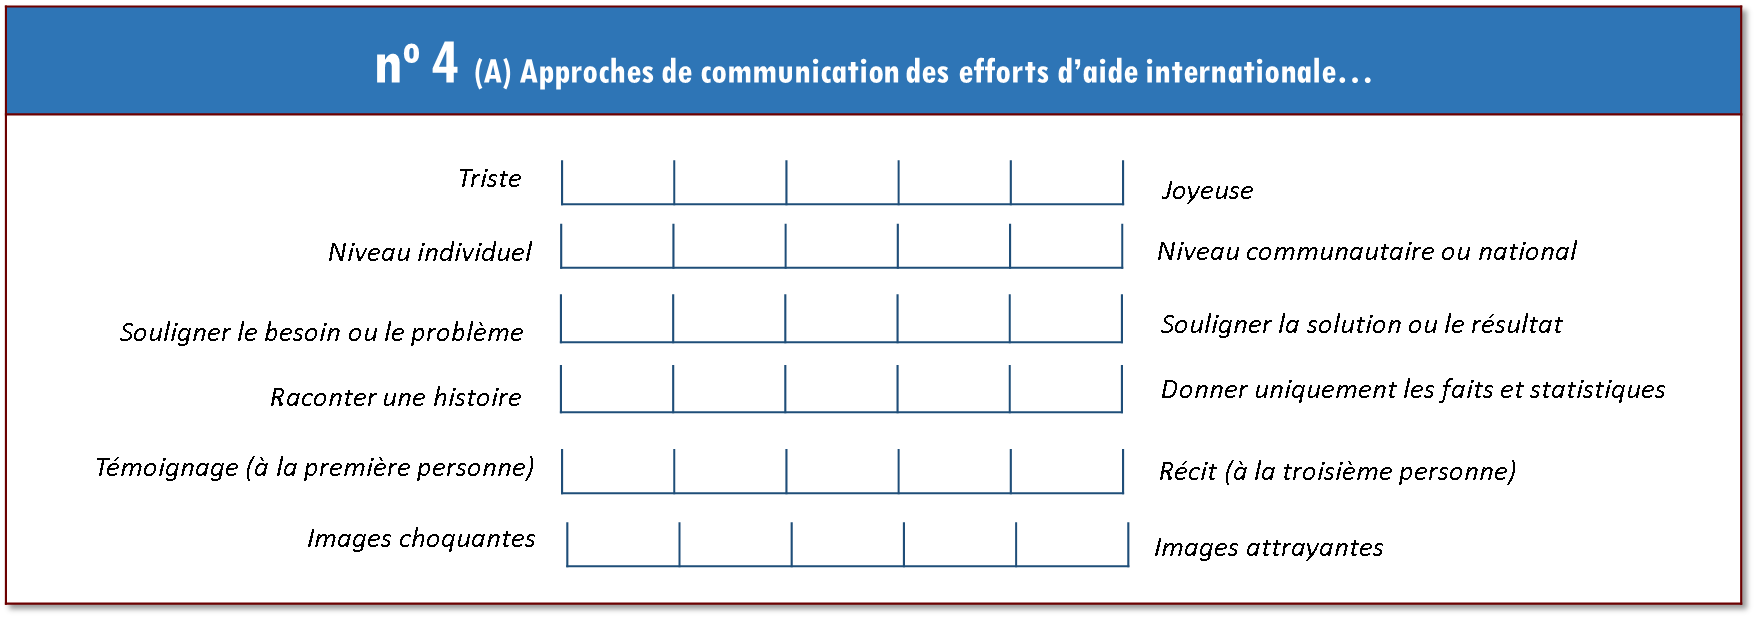 nº 4 (A) Approches de communication des efforts d’aide internationale…
Triste
Joyeuse
Niveau individuel
Niveau communautaire ou national
Souligner le besoin ou le problème
Souligner la solution ou le résultat
Raconter une histoire
Donner uniquement les faits et statistiques
Témoignage (à la première personne)
Récit (à la troisième personne)
Images choquantes
Images attrayantes